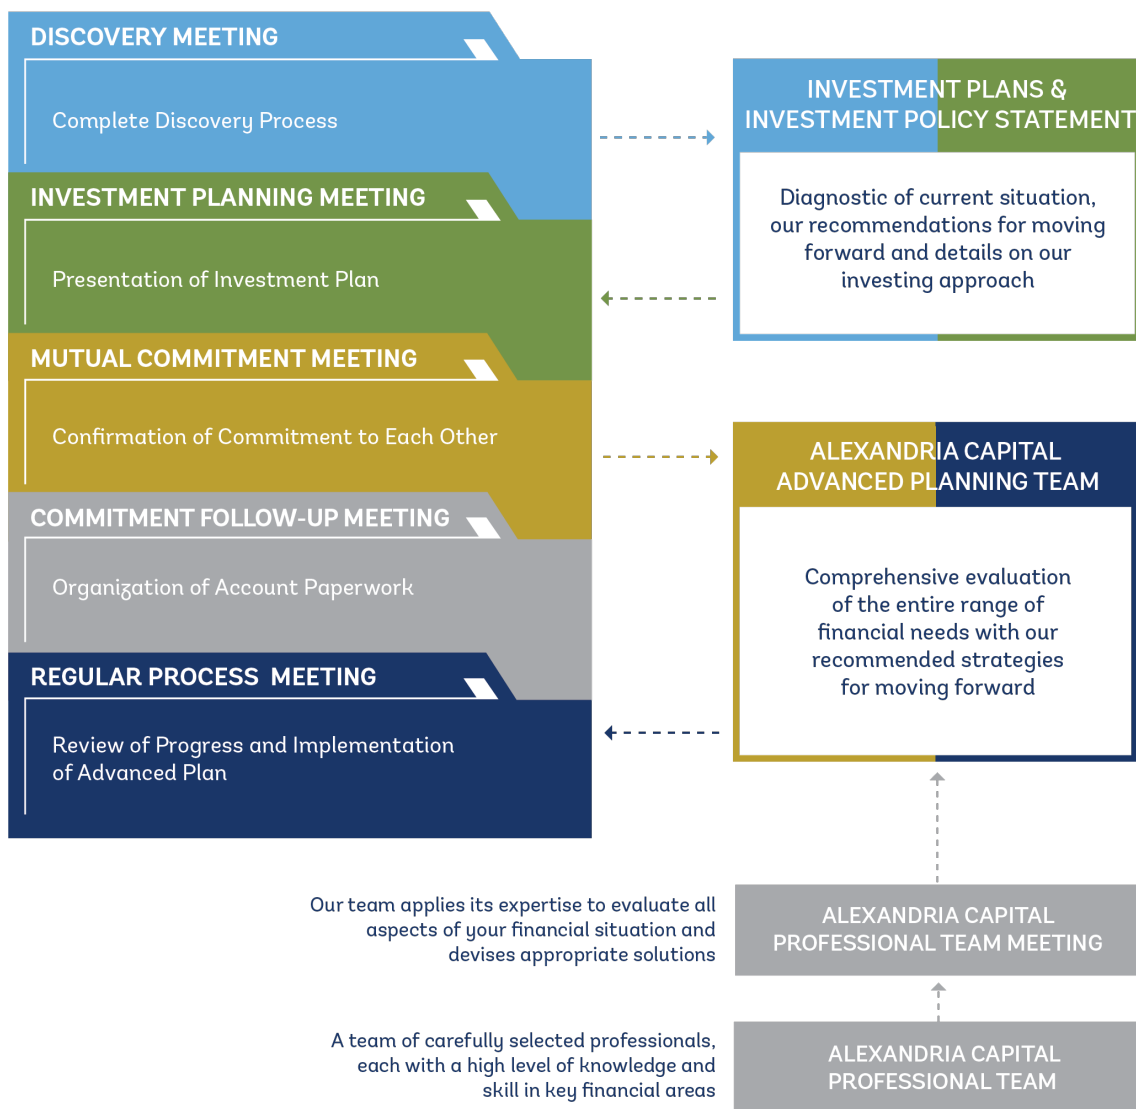 DISCOVERY MEETING
Complete Discovery Process
INVESTMENT PLANNING MEETING
Presentation of Investment Plan
MUTUAL COMMITMENT MEETING
Confirmation of Commitment to Each Other
COMMITMENT FOLLOW-UP MEETING
Organization of Account Paperwork
REGULAR PROCESS MEETING
Review of Progress and Implementation
of Advanced Plan
INVESTMENT PLANS &
INVESTMENT POLICY STATEMENT
Diagnostic of current situation,
our recommendations for moving
forward and details on our
investing approach
ALEXANDRIA CAPITAL
ADVANCED PLANNING TEAM
Comprehensive evaluation
of the entire range of
financial needs with our
recommended strategies
for moving forward
Our team applies its expertise to evaluate all
aspects of your financial situation and
devises appropriate solutions
ALEXANDRIA CAPITAL
PROFESSIONAL TEAM MEETING
A team of carefully selected professionals,
each with a high level of knowledge and
skill in key financial areas
ALEXANDRIA CAPITAL
PROFESSIONAL TEAM